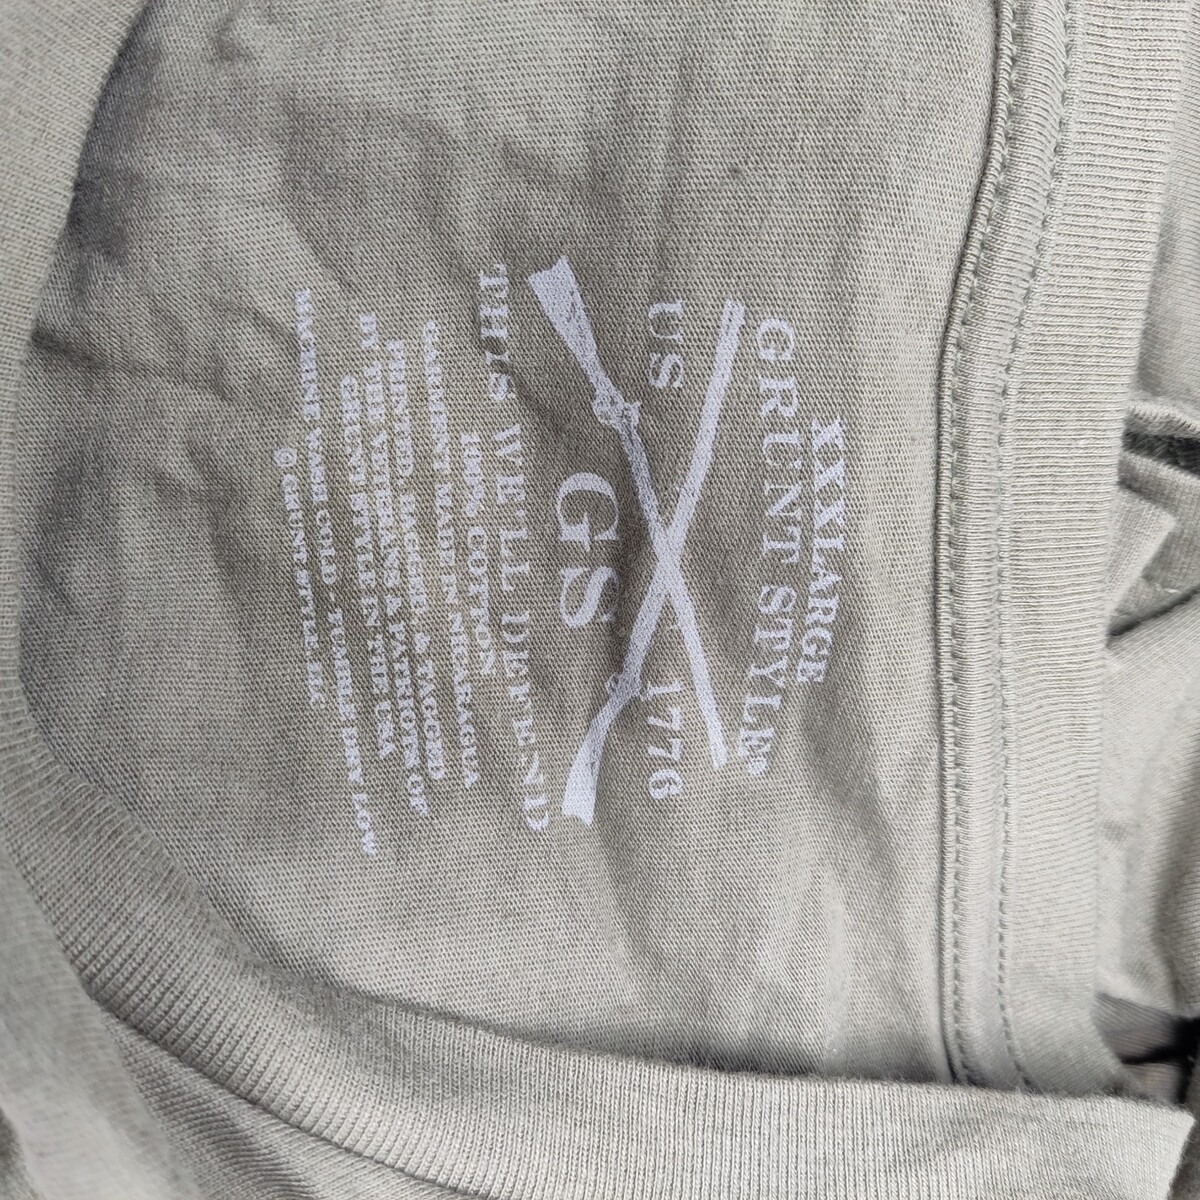 XXLARGE
GRUNT STYLE®
US 1776
GS
THIS WE'LL DEFEND
100% COTTON
GARMENT MADE IN NICARAGUA
PRINTED, BAGGED & TAGGED
BY THE VETERANS & PATRIOTS OF
GRUNT STYLE IN THE USA
MACHINE WASH COLD - TUMBLE DRY LOW
© GRUNT STYLE, LLC